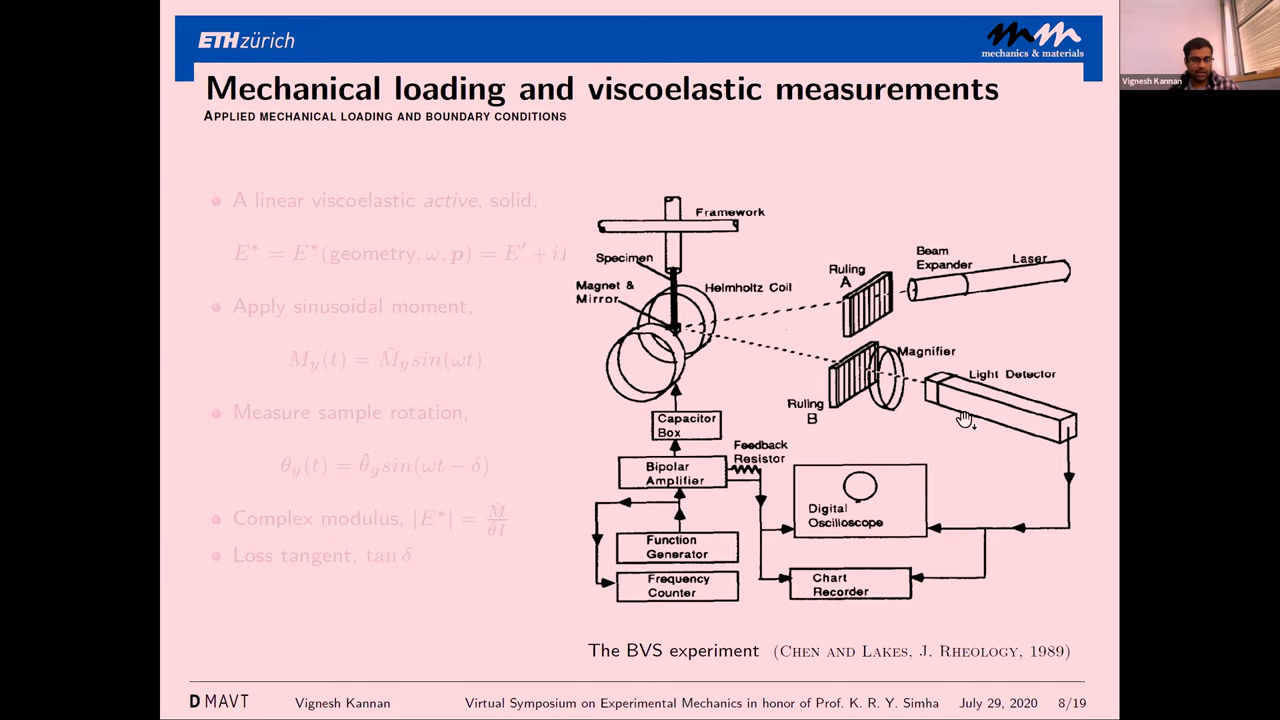 ETH zürich
mechanics & materials
Vignesh Kannan
Mechanical loading and viscoelastic measurements
APPLIED MECHANICAL LOADING AND BOUNDARY CONDITIONS
A linear viscoelastic active, solid,
E* = E*(geometry, ω, p) = E′ + i
Apply sinusoidal moment,
M_y(t) = M̂_y sin(ωt)
Measure sample rotation,
θ_y(t) = θ̂_y sin(ωt − δ)
Complex modulus, |E*| = M̂/θ̂I
Loss tangent, tan δ
Framework
Specimen
Magnet &
Mirror
Helmholtz Coil
Ruling
A
Beam
Expander
Laser
Magnifier
Light Detector
Ruling
B
Capacitor
Box
Feedback
Resistor
Bipolar
Amplifier
Digital
Oscilloscope
Function
Generator
Frequency
Counter
Chart
Recorder
The BVS experiment (CHEN AND LAKES, J. RHEOLOGY, 1989)
D MAVT Vignesh Kannan Virtual Symposium on Experimental Mechanics in honor of Prof. K. R. Y. Simha July 29, 2020 8/19